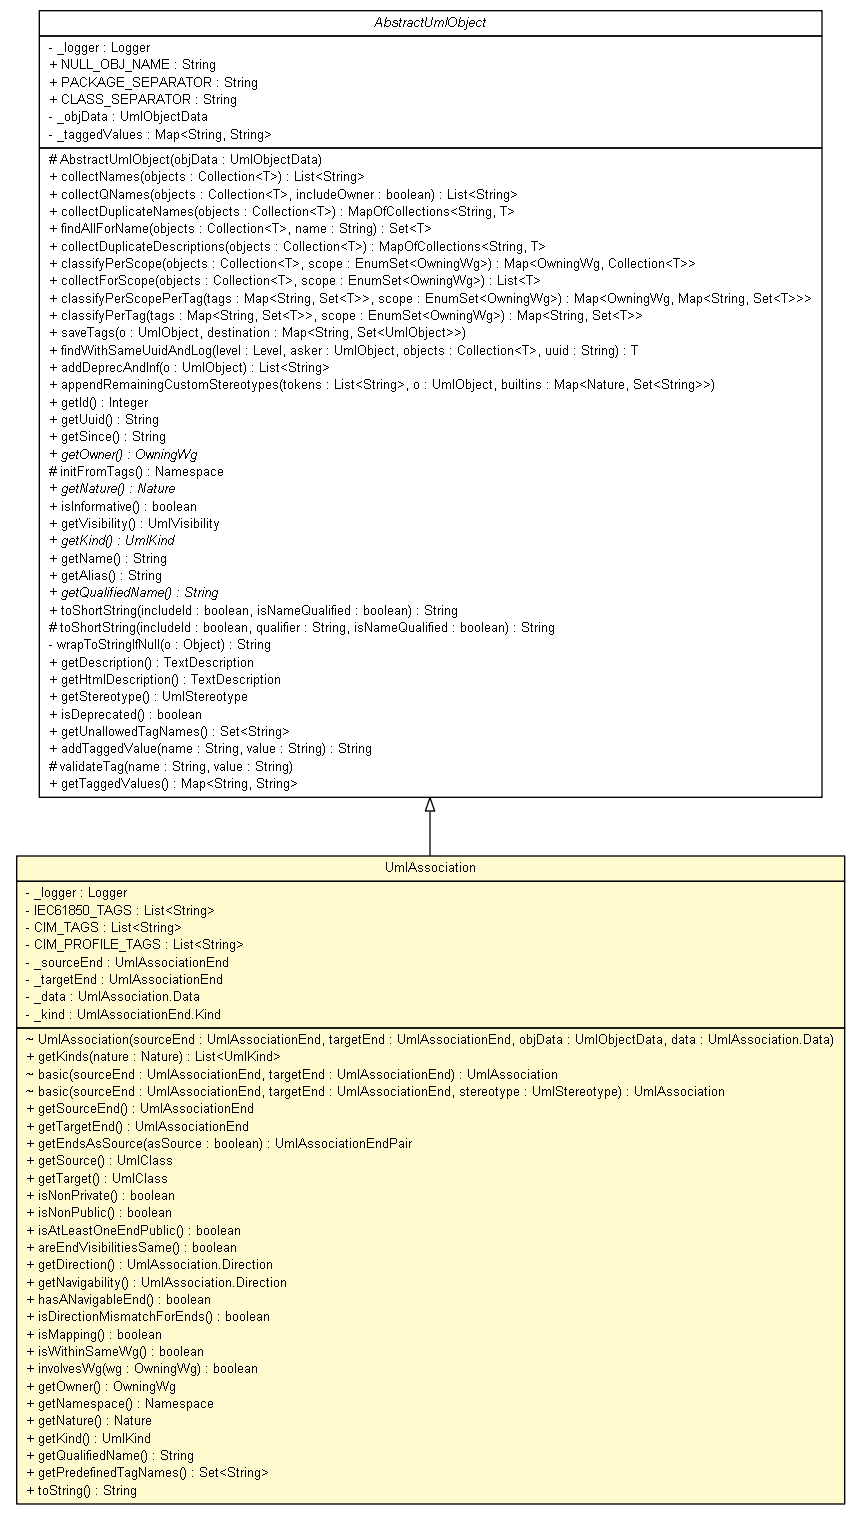 AbstractUmlObject
- _logger : Logger
+ NULL_OBJ_NAME : String
+ PACKAGE_SEPARATOR : String
+ CLASS_SEPARATOR : String
- _objData : UmlObjectData
- _taggedValues : Map<String, String>
# AbstractUmlObject(objData : UmlObjectData)
+ collectNames(objects : Collection<T>) : List<String>
+ collectQNames(objects : Collection<T>, includeOwner : boolean) : List<String>
+ collectDuplicateNames(objects : Collection<T>) : MapOfCollections<String, T>
+ findAllForName(objects : Collection<T>, name : String) : Set<T>
+ collectDuplicateDescriptions(objects : Collection<T>) : MapOfCollections<String, T>
+ classifyPerScope(objects : Collection<T>, scope : EnumSet<OwningWg>) : Map<OwningWg, Collection<T>>
+ collectForScope(objects : Collection<T>, scope : EnumSet<OwningWg>) : List<T>
+ classifyPerScopePerTag(tags : Map<String, Set<T>>, scope : EnumSet<OwningWg>) : Map<OwningWg, Map<String, Set<T>>>
+ classifyPerTag(tags : Map<String, Set<T>>, scope : EnumSet<OwningWg>) : Map<String, Set<T>>
+ saveTags(o : UmlObject, destination : Map<String, Set<UmlObject>>)
+ findWithSameUuidAndLog(level : Level, asker : UmlObject, objects : Collection<T>, uuid : String) : T
+ addDeprecAndInf(o : UmlObject) : List<String>
+ appendRemainingCustomStereotypes(tokens : List<String>, o : UmlObject, builtins : Map<Nature, Set<String>>)
+ getId() : Integer
+ getUuid() : String
+ getSince() : String
+ getOwner() : OwningWg
# initFromTags() : Namespace
+ getNature() : Nature
+ isInformative() : boolean
+ getVisibility() : UmlVisibility
+ getKind() : UmlKind
+ getName() : String
+ getAlias() : String
+ getQualifiedName() : String
+ toShortString(includeId : boolean, isNameQualified : boolean) : String
# toShortString(includeId : boolean, qualifier : String, isNameQualified : boolean) : String
- wrapToStringIfNull(o : Object) : String
+ getDescription() : TextDescription
+ getHtmlDescription() : TextDescription
+ getStereotype() : UmlStereotype
+ isDeprecated() : boolean
+ getUnallowedTagNames() : Set<String>
+ addTaggedValue(name : String, value : String) : String
# validateTag(name : String, value : String)
+ getTaggedValues() : Map<String, String>
UmlAssociation
- _logger : Logger
- IEC61850_TAGS : List<String>
- CIM_TAGS : List<String>
- CIM_PROFILE_TAGS : List<String>
- _sourceEnd : UmlAssociationEnd
- _targetEnd : UmlAssociationEnd
- _data : UmlAssociation.Data
- _kind : UmlAssociationEnd.Kind
~ UmlAssociation(sourceEnd : UmlAssociationEnd, targetEnd : UmlAssociationEnd, objData : UmlObjectData, data : UmlAssociation.Data)
+ getKinds(nature : Nature) : List<UmlKind>
~ basic(sourceEnd : UmlAssociationEnd, targetEnd : UmlAssociationEnd) : UmlAssociation
~ basic(sourceEnd : UmlAssociationEnd, targetEnd : UmlAssociationEnd, stereotype : UmlStereotype) : UmlAssociation
+ getSourceEnd() : UmlAssociationEnd
+ getTargetEnd() : UmlAssociationEnd
+ getEndsAsSource(asSource : boolean) : UmlAssociationEndPair
+ getSource() : UmlClass
+ getTarget() : UmlClass
+ isNonPrivate() : boolean
+ isNonPublic() : boolean
+ isAtLeastOneEndPublic() : boolean
+ areEndVisibilitiesSame() : boolean
+ getDirection() : UmlAssociation.Direction
+ getNavigability() : UmlAssociation.Direction
+ hasANavigableEnd() : boolean
+ isDirectionMismatchForEnds() : boolean
+ isMapping() : boolean
+ isWithinSameWg() : boolean
+ involvesWg(wg : OwningWg) : boolean
+ getOwner() : OwningWg
+ getNamespace() : Namespace
+ getNature() : Nature
+ getKind() : UmlKind
+ getQualifiedName() : String
+ getPredefinedTagNames() : Set<String>
+ toString() : String